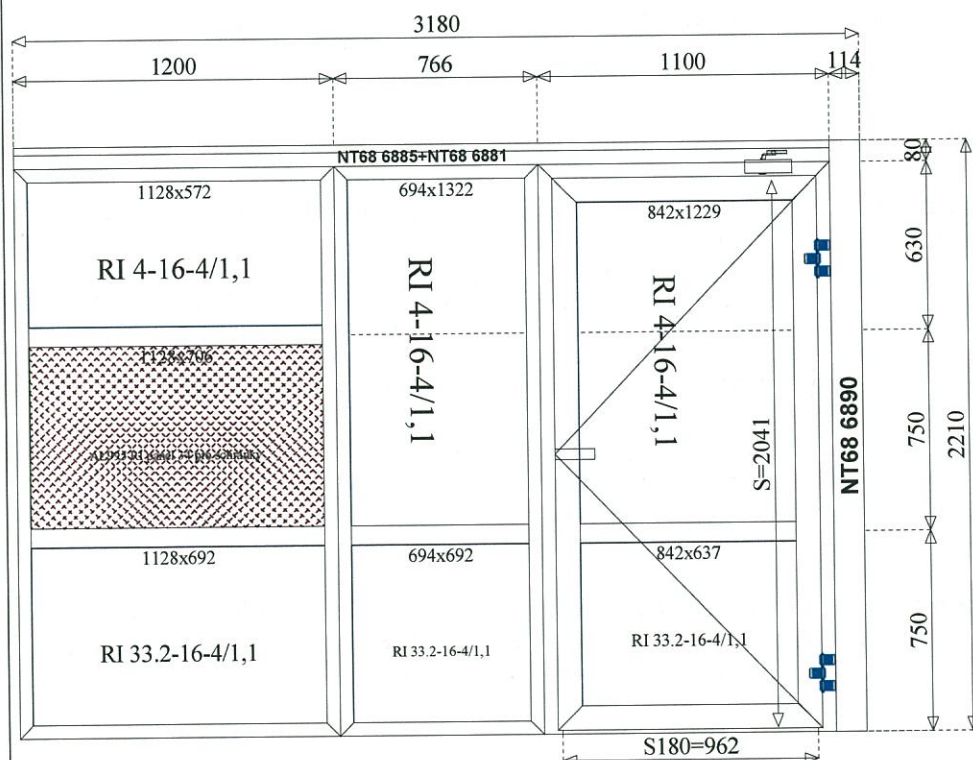 3180
1200
766
1100
114
NT68 6885+NT68 6881
80
1128x572
694x1322
842x1229
630
RI 4-16-4/1,1
RI 4-16-4/1,1
RI 4-16-4/1,1
1128x706
S=2041
NT68 6890
750
2210
1128x692
694x692
842x637
RI 33.2-16-4/1,1
RI 33.2-16-4/1,1
RI 33.2-16-4/1,1
750
S180=962